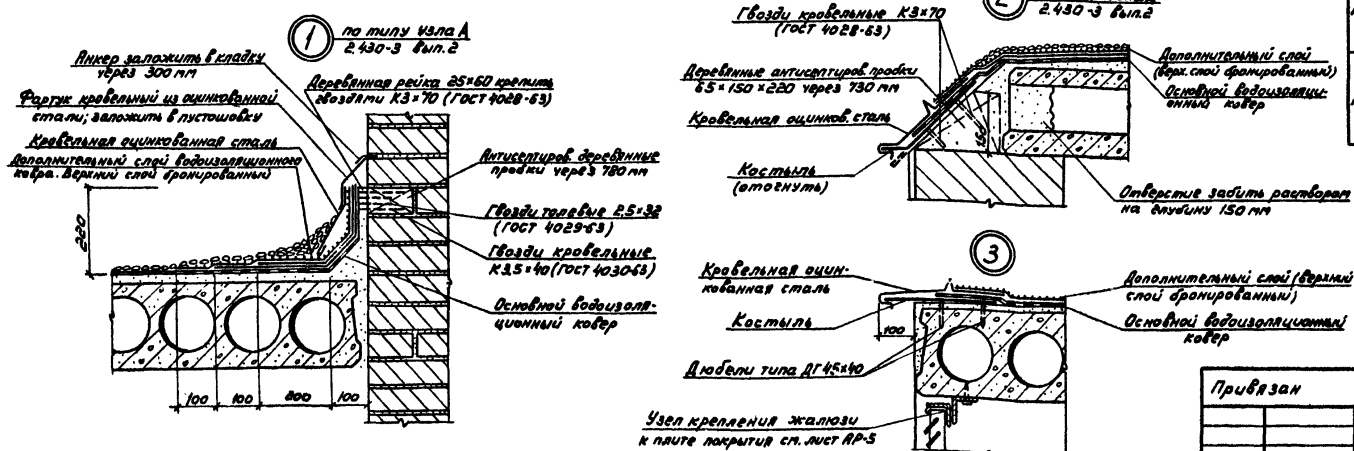 1
по типу узла А
2.430-3 Вып.2
Анкер заложить в кладку
через 300 мм
Фартук кровельный из оцинкованной
стали; заложить в пустошовку
Кровельная оцинкованная сталь
Дополнительный слой водоизоляционного
ковра. Верхний слой бронированный
Деревянная рейка 25×60 крепить
гвоздями К3×70 (ГОСТ 4028-63)
Антисептиров. деревянные
пробки через 780 мм
Гвозди толевые 2,5×32
(ГОСТ 4029-63)
Гвозди кровельные
К3,5×40 (ГОСТ 4030-63)
Основной водоизоля-
ционный ковер
220
100
100
200
100
2
2.430-3 Вып.2
Гвозди кровельные К3×70
(ГОСТ 4028-63)
Деревянные антисептиров. пробки
65×150×220 через 730 мм
Кровельная оцинков. сталь
Костыль
(отогнуть)
Дополнительный слой
(верх. слой бронированный)
Основной водоизоляци-
онный ковер
Отверстие забить раствором
на глубину 150 мм
3
Кровельная оцин-
кованная сталь
Костыль
100
Дюбели типа ДГ 4,5×40
Узел крепления жалюзи
к плите покрытия см. лист АР-5
Дополнительный слой (верхний
слой бронированный)
Основной водоизоляционный
ковер
Привязан